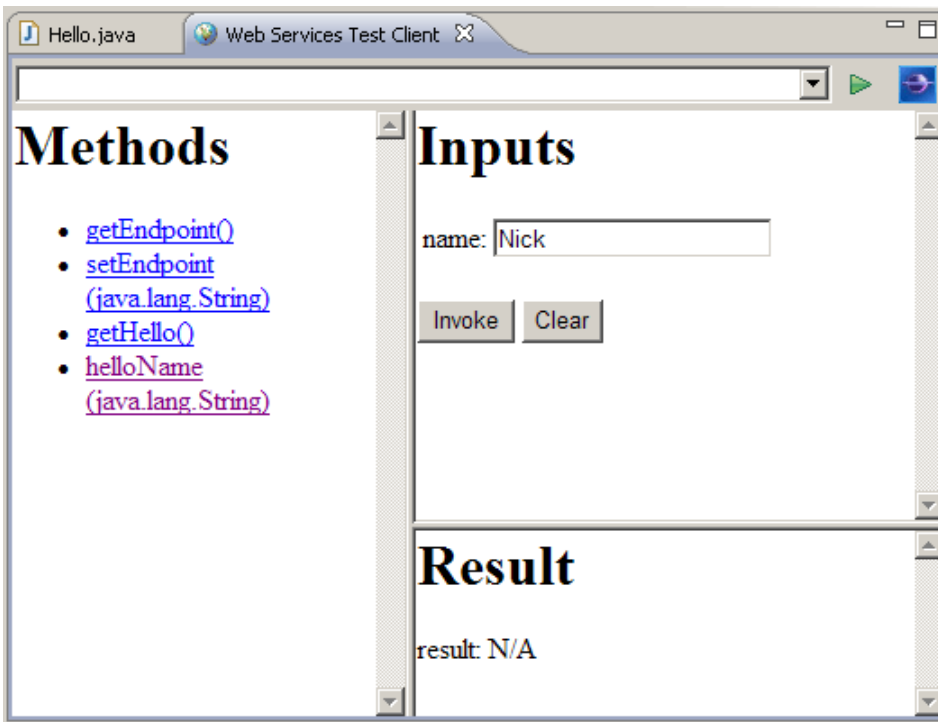 Hello.java
Web Services Test Client
Methods
getEndpoint()
setEndpoint
(java.lang.String)
getHello()
helloName
(java.lang.String)
Inputs
name: Nick
Invoke Clear
Result
result: N/A